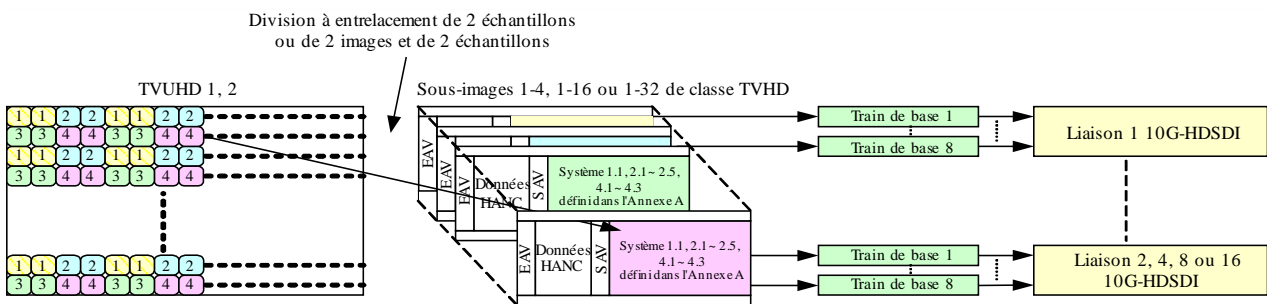 Division à entrelacement de 2 échantillons
ou de 2 images et de 2 échantillons
TVUHD 1, 2
Sous-images 1-4, 1-16 ou 1-32 de classe TVHD
1 1 2 2 1 1 2 2
3 3 4 4 3 3 4 4
1 1 2 2 1 1 2 2
3 3 4 4 3 3 4 4
1 1 2 2 1 1 2 2
3 3 4 4 3 3 4 4
EAV
EAV
EAV
Données
HANC
SAV
Système 1.1, 2.1~ 2.5,
4.1~ 4.3
défini dans l'Annexe A
EAV
Données
HANC
SAV
Système 1.1, 2.1~ 2.5,
4.1~ 4.3
défini dans l'Annexe A
Train de base 1
Train de base 8
Liaison 1 10G-HDSDI
Train de base 1
Train de base 8
Liaison 2, 4, 8 ou 16
10G-HDSDI